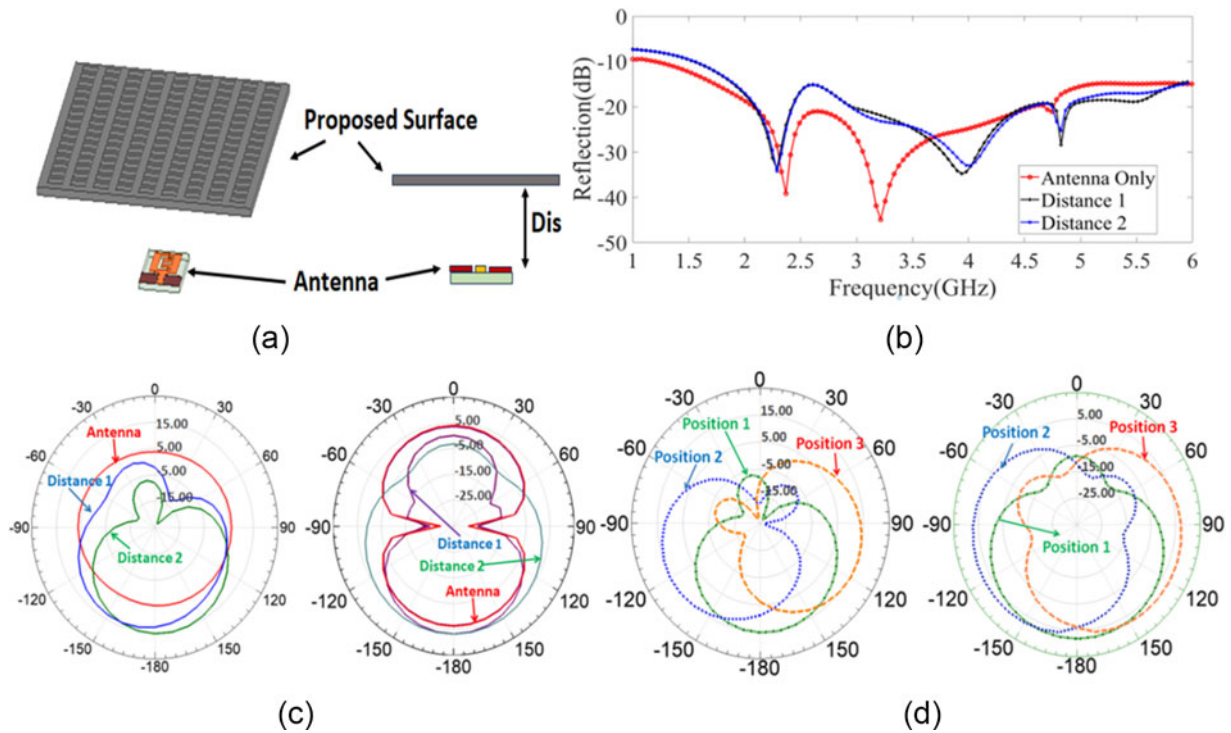 Proposed Surface
Dis
Antenna
(a)
0
-10
-20
-30
-40
-50
Reflection(dB)
Antenna Only
Distance 1
Distance 2
1 1.5 2 2.5 3 3.5 4 4.5 5 5.5 6
Frequency(GHz)
(b)
0
-30 30
-60 60
-90 90
-120 120
-150 150
-180
15.00
5.00
-5.00
-15.00
Antenna
Distance 1
Distance 2
0
-30 30
-60 60
-90 90
-120 120
-150 150
-180
5.00
-5.00
-15.00
-25.00
Distance 1
Distance 2
Antenna
(c)
0
-30 30
-60 60
-90 90
-120 120
-150 150
-180
15.00
5.00
-5.00
-15.00
Position 1
Position 2
Position 3
0
-30 30
-60 60
-90 90
-120 120
-150 150
-180
5.00
-5.00
-15.00
-25.00
Position 2
Position 3
Position 1
(d)